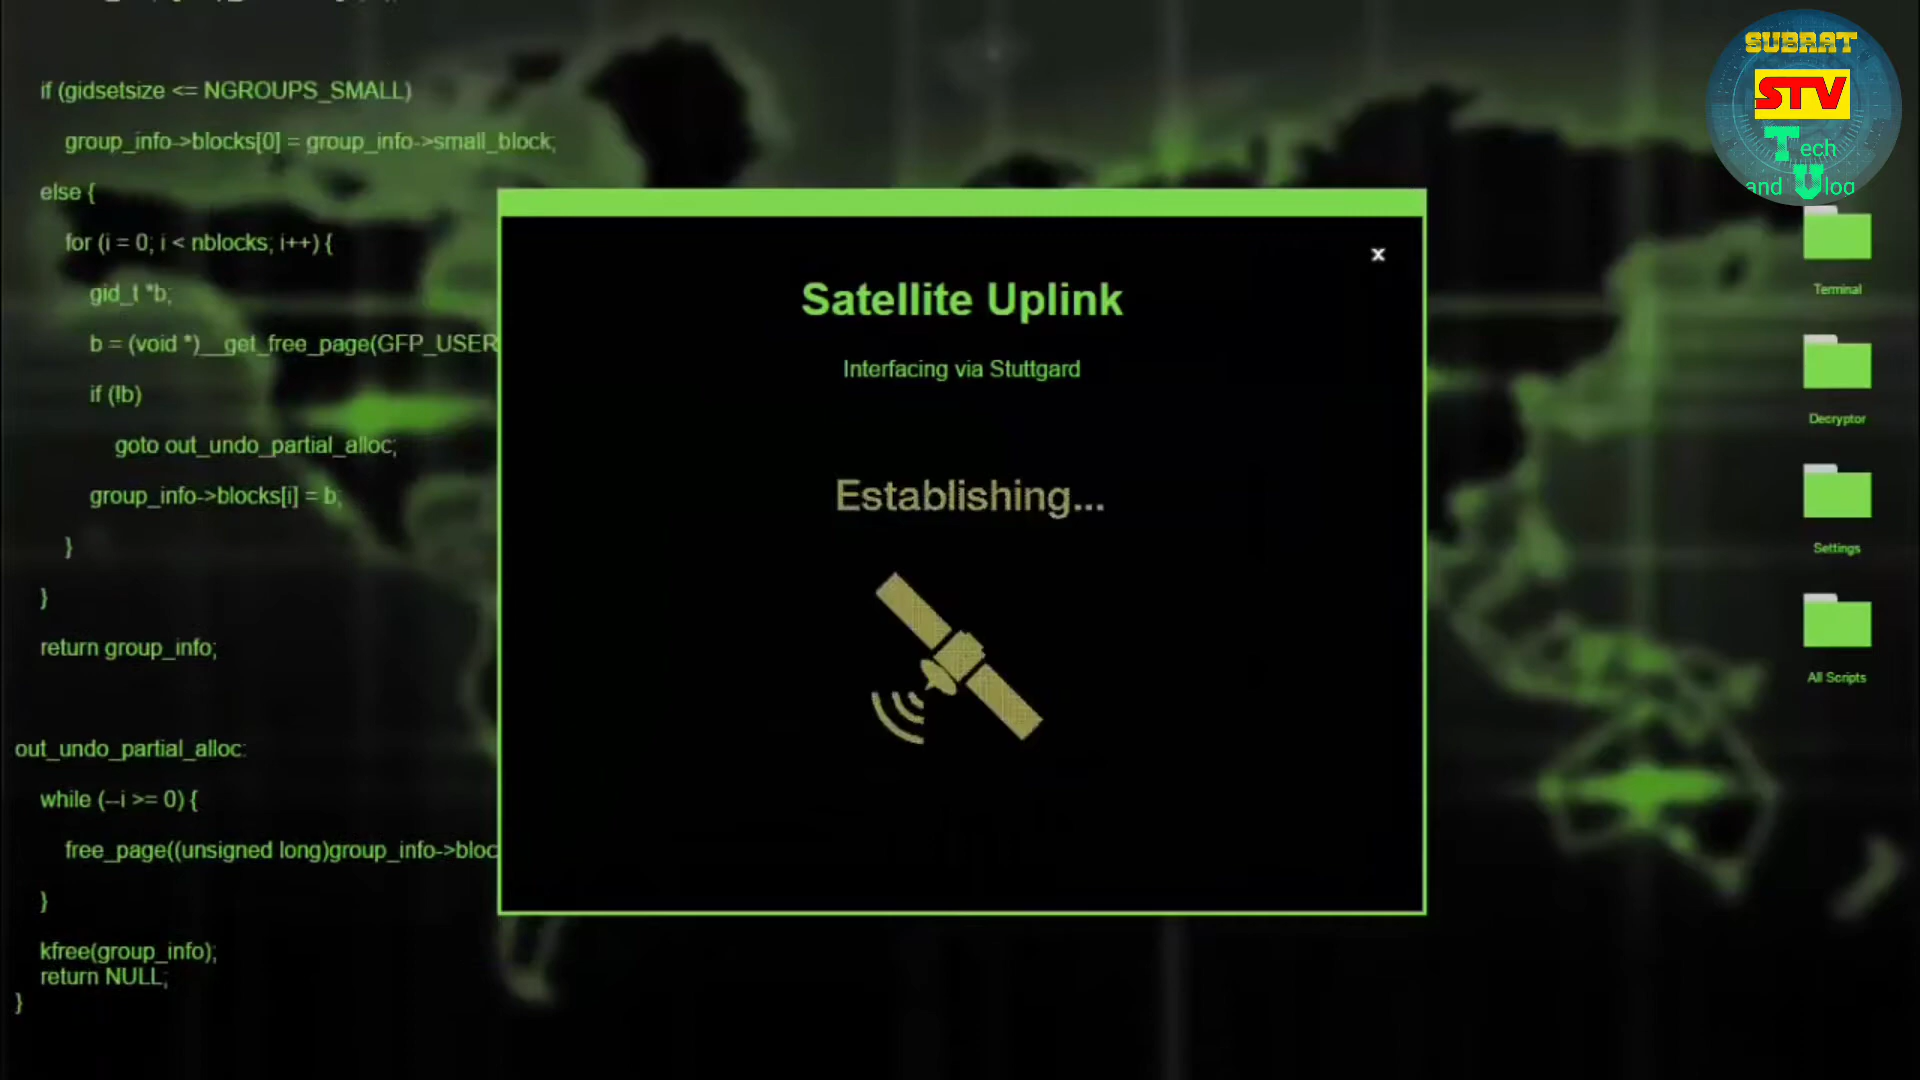 if (gidsetsize <= NGROUPS_SMALL)
group_info->blocks[0] = group_info->small_block;
else {
for (i = 0; i < nblocks; i++) {
gid_t *b;
b = (void *)__get_free_page(GFP_USER
if (!b)
goto out_undo_partial_alloc;
group_info->blocks[i] = b;
}
}
return group_info;
out_undo_partial_alloc:
while (--i >= 0) {
free_page((unsigned long)group_info->bloc
}
kfree(group_info);
return NULL;
}
x
Satellite Uplink
Interfacing via Stuttgard
Establishing...
SUBRAT
STV
Tech
and Vlog
Terminal
Decryptor
Settings
All Scripts